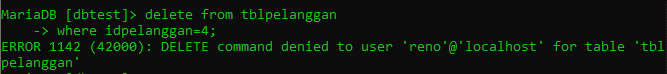 MariaDB [dbtest]> delete from tblpelanggan
    -> where idpelanggan=4;
ERROR 1142 (42000): DELETE command denied to user 'reno'@'localhost' for table 'tbl
pelanggan'